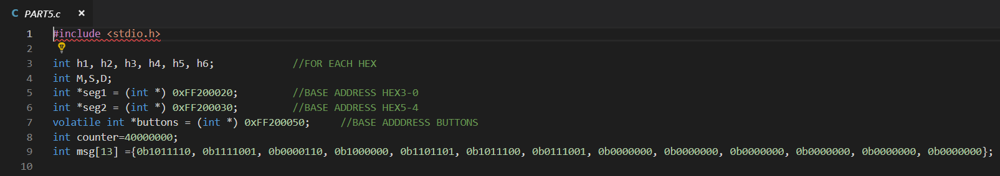 C PART5.c ×
1 #include <stdio.h>
2
3 int h1, h2, h3, h4, h5, h6; //FOR EACH HEX
4 int M,S,D;
5 int *seg1 = (int *) 0xFF200020; //BASE ADDRESS HEX3-0
6 int *seg2 = (int *) 0xFF200030; //BASE ADDRESS HEX5-4
7 volatile int *buttons = (int *) 0xFF200050; //BASE ADDDRESS BUTTONS
8 int counter=40000000;
9 int msg[13] ={0b1011110, 0b1111001, 0b0000110, 0b1000000, 0b1101101, 0b1011100, 0b0111001, 0b0000000, 0b0000000, 0b0000000, 0b0000000, 0b0000000, 0b0000000};
10